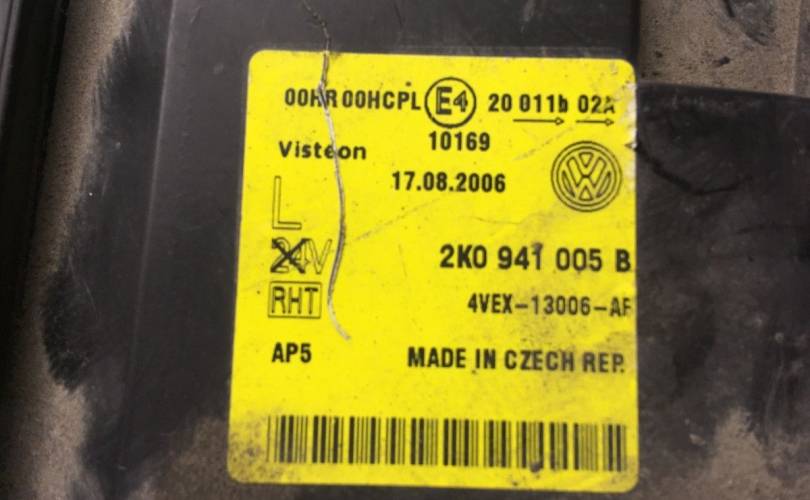 00HR 00HCPL E4 20 011b 02A
10169
Visteon
17.08.2006
L
24V
2K0 941 005 B
RHT
4VEX-13006-AF
AP5
MADE IN CZECH REP.